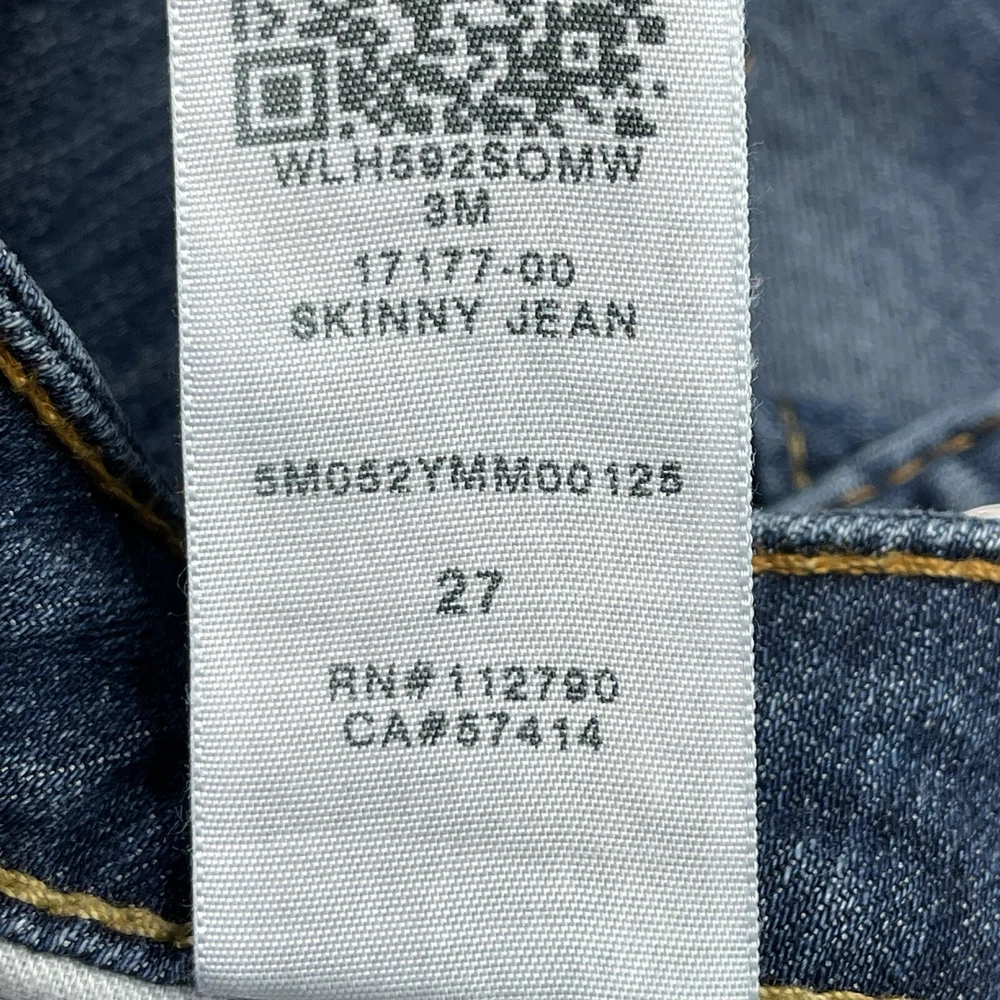 WLH592SOMW
3M
17177-00
SKINNY JEAN
5M052YMM00125
27
RN#112790
CA#57414